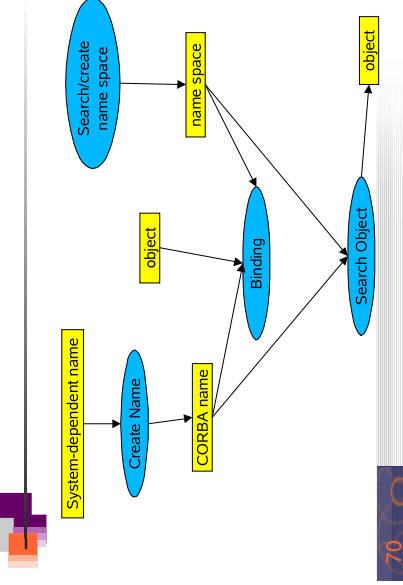 System-dependent name
Create Name
CORBA name
object
Binding
Search/create
name space
name space
Search Object
object
70